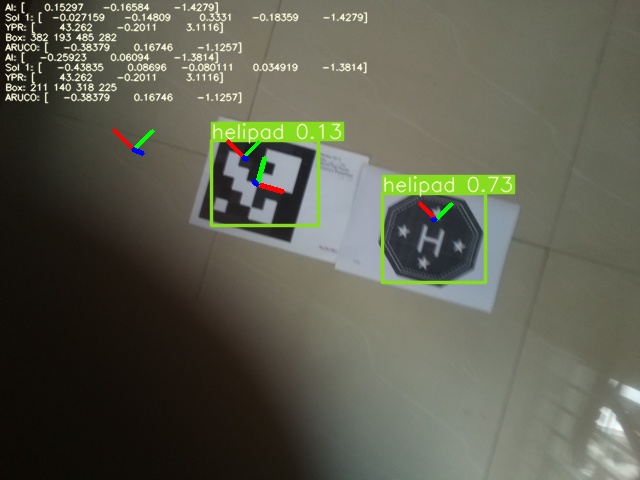 AI: [ 0.15297 -0.16584 -1.4279]
Sol 1: [ -0.027159 -0.14809 0.3331 -0.18359 -1.4279]
YPR: [ 43.262 -0.2011 3.1116]
Box: 382 193 485 282
ARUCO: [ -0.38379 0.16746 -1.1257]
AI: [ -0.25923 0.06094 -1.3814]
Sol 1: [ -0.43835 0.08696 -0.080111 0.034919 -1.3814]
YPR: [ 43.262 -0.2011 3.1116]
Box: 211 140 318 225
ARUCO: [ -0.38379 0.16746 -1.1257]
helipad 0.13
helipad 0.73
H